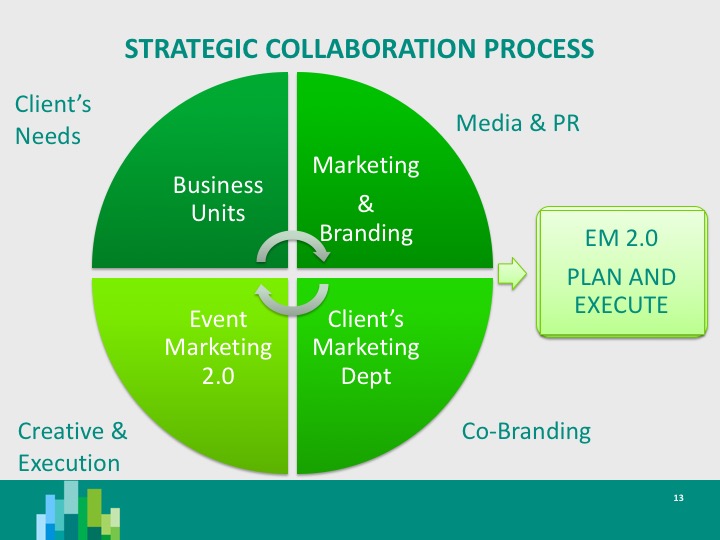 STRATEGIC COLLABORATION PROCESS
Client’s
Needs
Media & PR
Business
Units
Marketing
&
Branding
EM 2.0
PLAN AND
EXECUTE
Event
Marketing
2.0
Client’s
Marketing
Dept
Creative &
Execution
Co-Branding
13